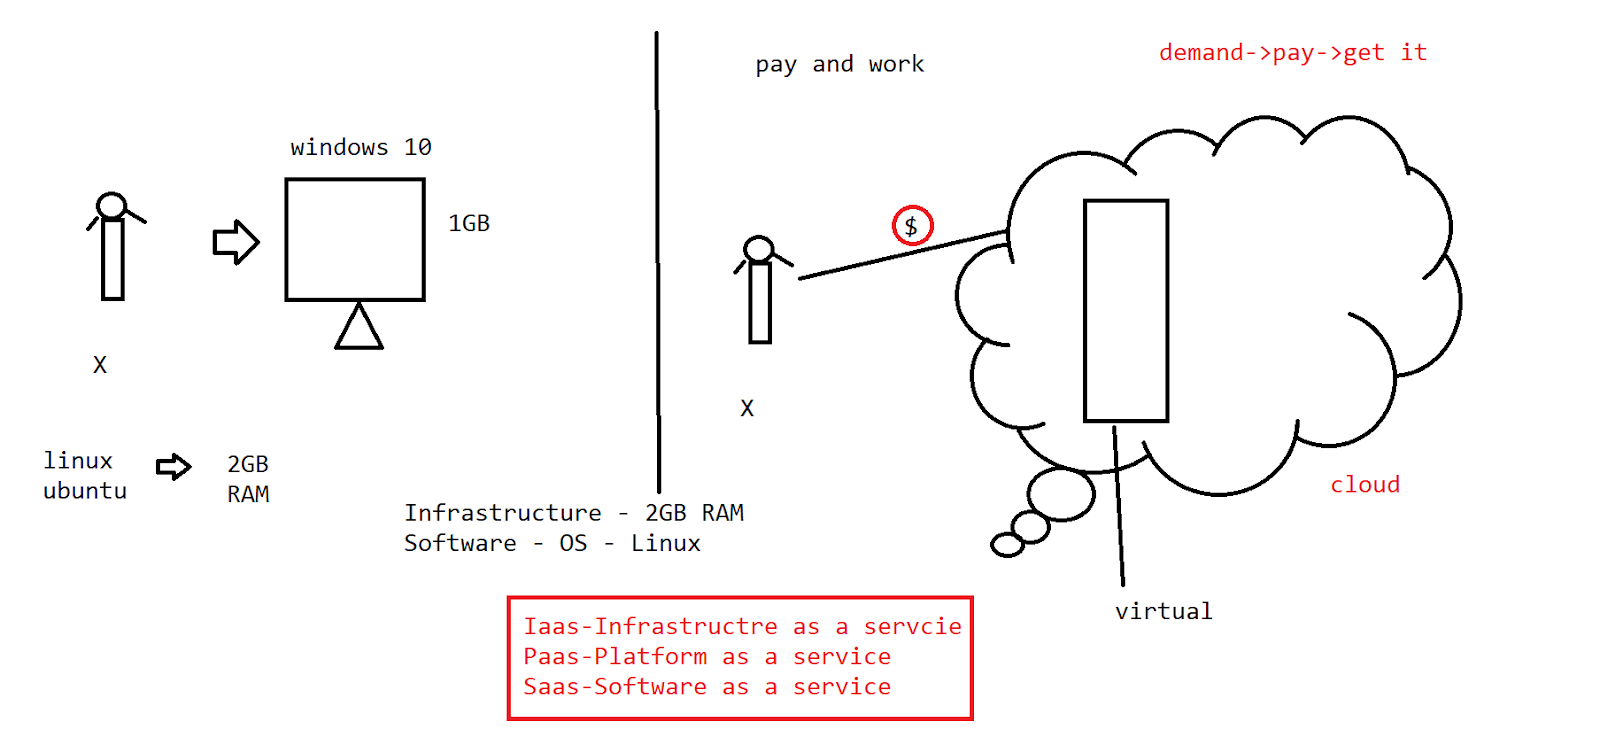 pay and work
demand->pay->get it
windows 10
1GB
$
X
X
linux
ubuntu
2GB
RAM
cloud
Infrastructure - 2GB RAM
Software - OS - Linux
virtual
Iaas-Infrastructre as a servcie
Paas-Platform as a service
Saas-Software as a service